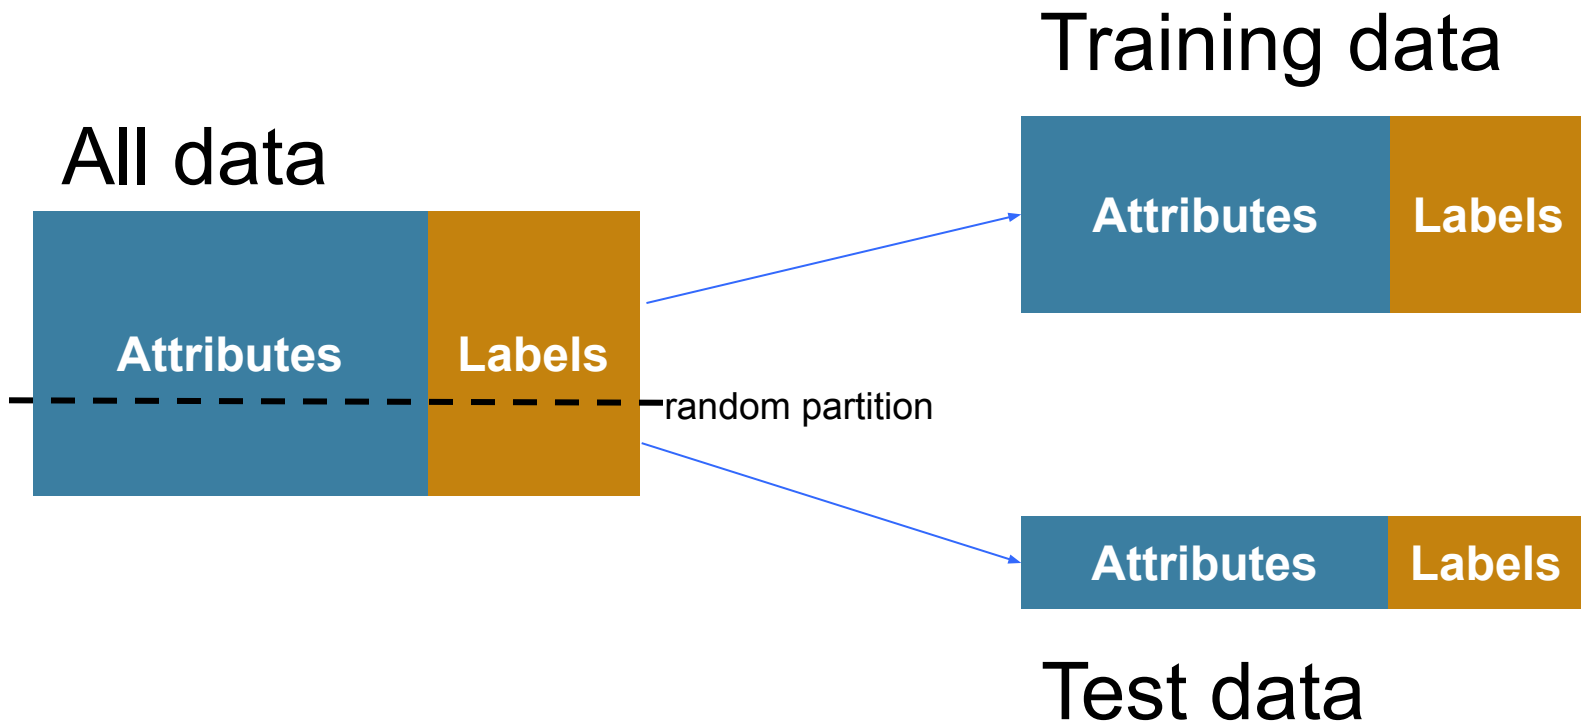 All data
Attributes Labels
random partition
Training data
Attributes Labels
Attributes Labels
Test data